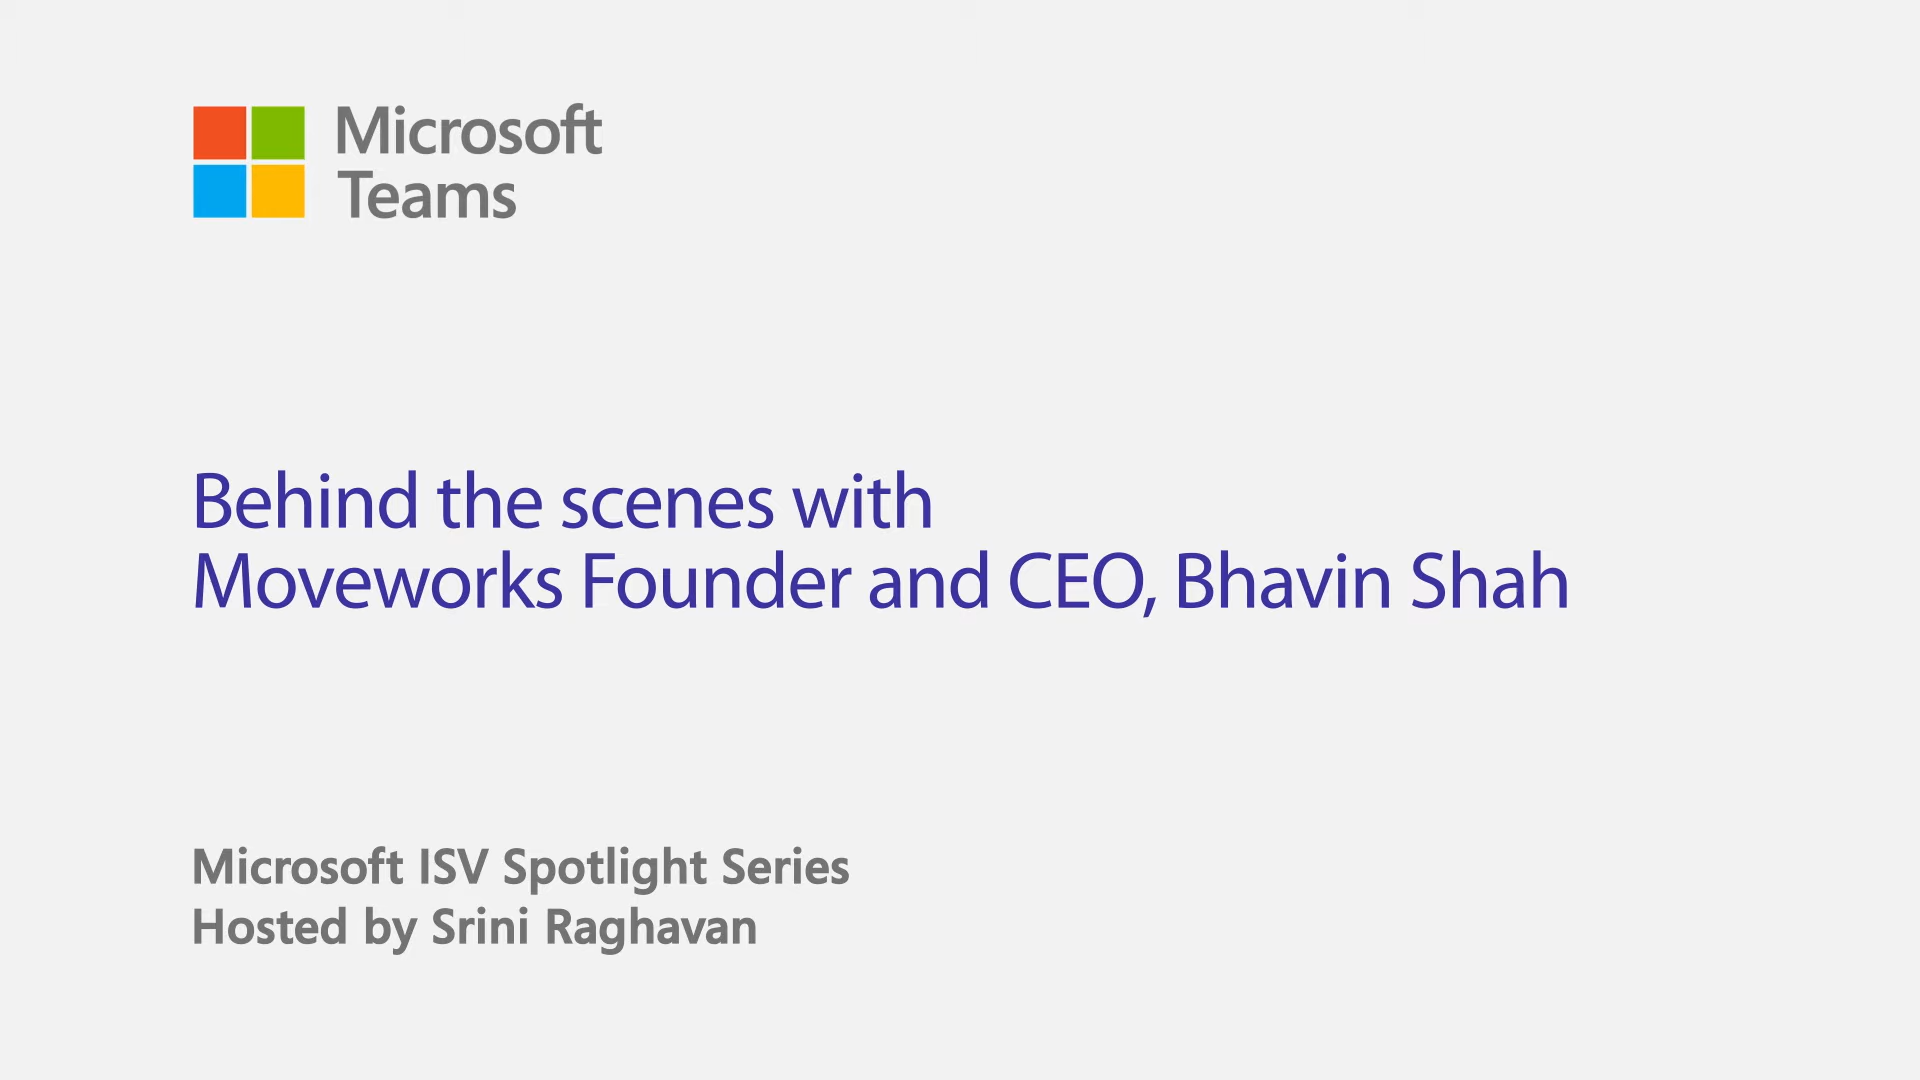 Microsoft
Teams
Behind the scenes with
Moveworks Founder and CEO, Bhavin Shah
Microsoft ISV Spotlight Series
Hosted by Srini Raghavan